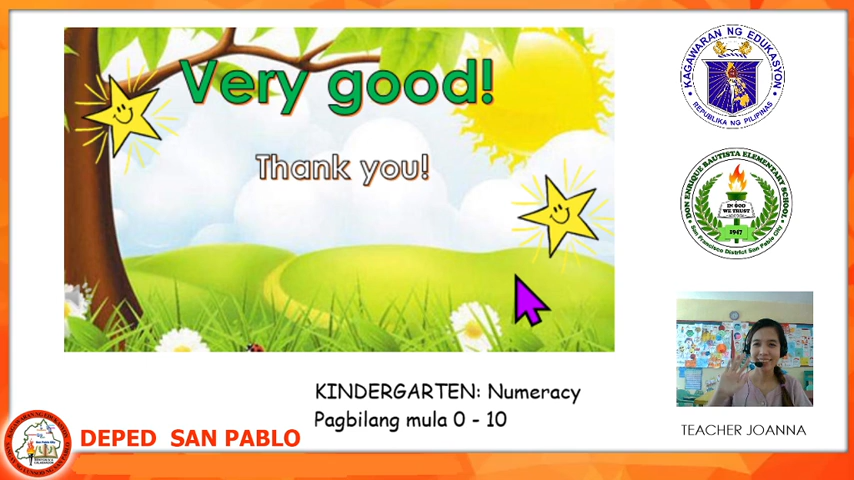 Very good!
Thank you!
KAGAWARAN NG EDUKASYON
REPUBLIKA NG PILIPINAS
DON ENRIQUE BAUTISTA ELEMENTARY SCHOOL
IN GOD
WE TRUST
1947
San Francisco District San Pablo City
KINDERGARTEN: Numeracy
Pagbilang mula 0 - 10
TEACHER JOANNA
DEPED SAN PABLO